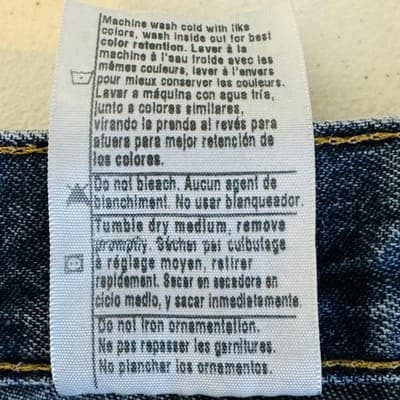 Machine wash cold with like
colors, wash inside out for best
color retention. Laver à la
machine à l'eau froide avec les
mêmes couleurs, laver à l'envers
pour mieux conserver les couleurs.
Lavar a máquina con agua fría,
junto a colores similares,
virando la prenda al revés para
afuera para mejor retención de
los colores.
Do not bleach. Aucun agent de
blanchiment. No usar blanqueador.
Tumble dry medium, remove
promptly. Sécher par culbutage
à réglage moyen, retirer
rapidement. Secar en secadora en
ciclo medio, y sacar inmediatamente.
Do not iron ornamentation.
Ne pas repasser les garnitures.
No planchar los ornamentos.